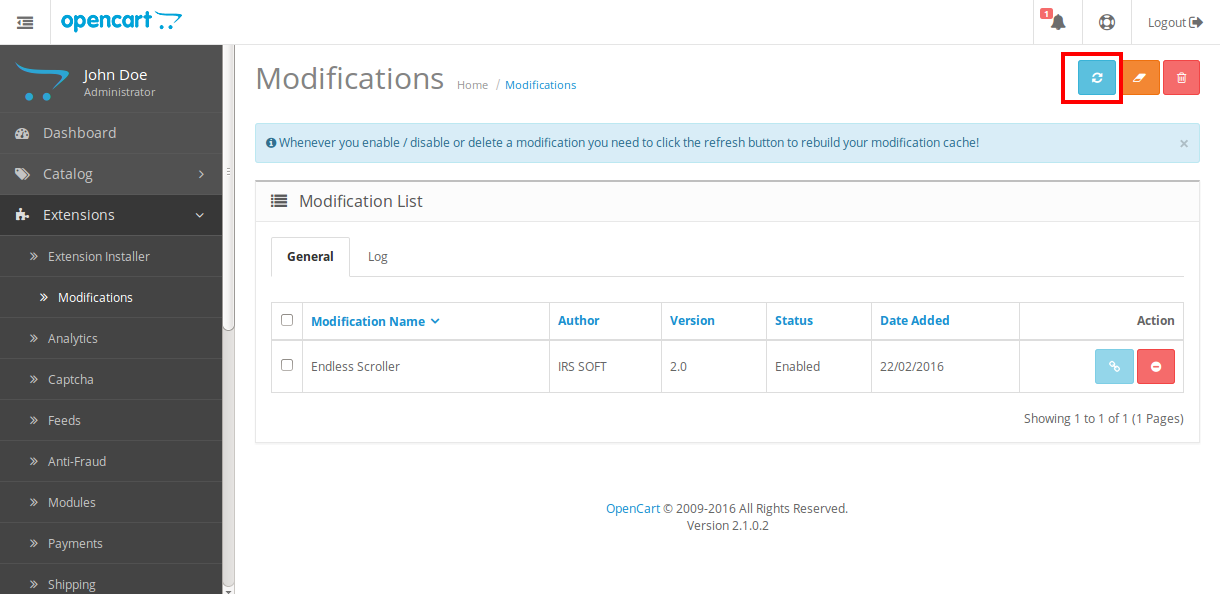 opencart
1
Logout
John Doe
Administrator
Dashboard
Catalog
Extensions
Extension Installer
Modifications
Analytics
Captcha
Feeds
Anti-Fraud
Modules
Payments
Shipping
Modifications
Home / Modifications
Whenever you enable / disable or delete a modification you need to click the refresh button to rebuild your modification cache! ×
Modification List
General Log
Modification Name Author Version Status Date Added Action
Endless Scroller IRS SOFT 2.0 Enabled 22/02/2016
Showing 1 to 1 of 1 (1 Pages)
OpenCart © 2009-2016 All Rights Reserved.
Version 2.1.0.2